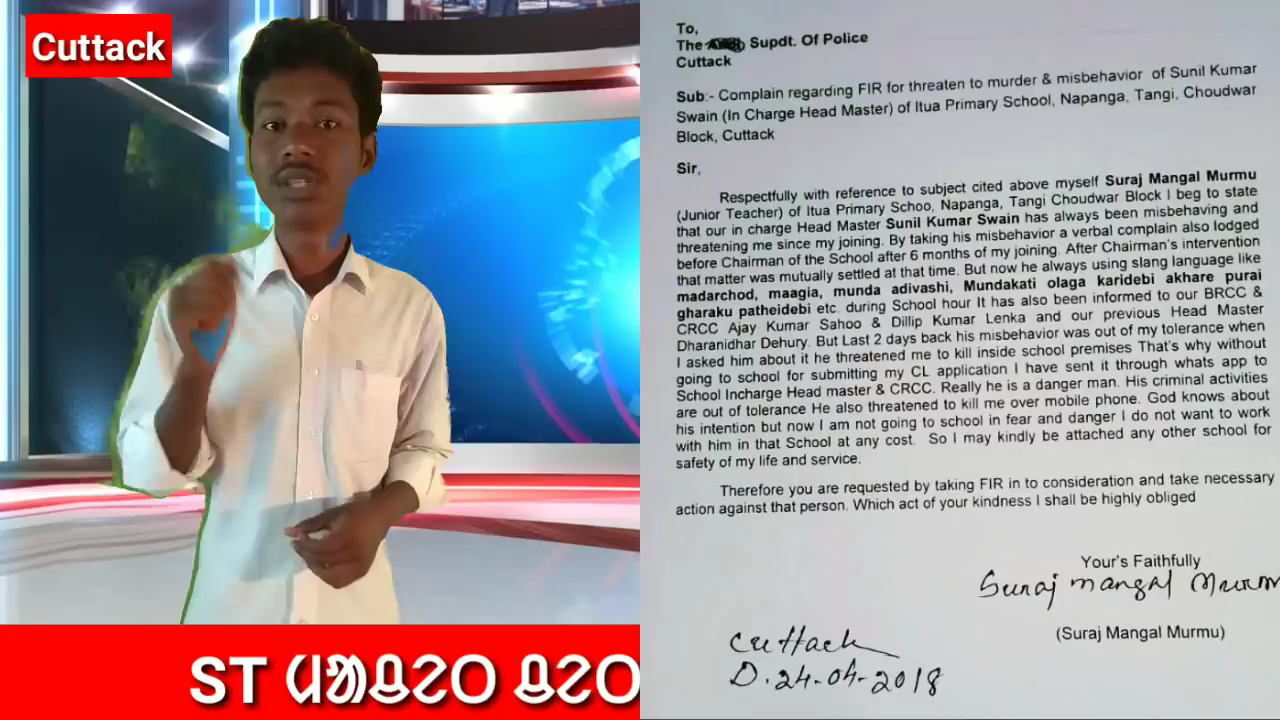 Cuttack
ST ᱵᱟᱹᱨᱩᱲᱮᱛᱚ ᱨᱩᱲᱮᱛᱚ
To,
The Supdt. Of Police
Cuttack
Sub:- Complain regarding FIR for threaten to murder & misbehavior of Sunil Kumar
Swain (In Charge Head Master) of Itua Primary School, Napanga, Tangi, Choudwar
Block, Cuttack
Sir,
Respectfully with reference to subject cited above myself Suraj Mangal Murmu
(Junior Teacher) of Itua Primary Schoo, Napanga, Tangi Choudwar Block I beg to state
that our in charge Head Master Sunil Kumar Swain has always been misbehaving and
threatening me since my joining. By taking his misbehavior a verbal complain also lodged
before Chairman of the School after 6 months of my joining. After Chairman's intervention
that matter was mutually settled at that time. But now he always using slang language like
madarchod, maagia, munda adivashi, Mundakati olaga karidebi akhare purai
gharaku patheidebi etc. during School hour It has also been informed to our BRCC &
CRCC Ajay Kumar Sahoo & Dillip Kumar Lenka and our previous Head Master
Dharanidhar Dehury. But Last 2 days back his misbehavior was out of my tolerance when
I asked him about it he threatened me to kill inside school premises That's why without
going to school for submitting my CL application I have sent it through whats app to
School Incharge Head master & CRCC. Really he is a danger man. His criminal activities
are out of tolerance He also threatened to kill me over mobile phone. God knows about
his intention but now I am not going to school in fear and danger I do not want to work
with him in that School at any cost. So I may kindly be attached any other school for
safety of my life and service.
Therefore you are requested by taking FIR in to consideration and take necessary
action against that person. Which act of your kindness I shall be highly obliged
Your's Faithfully
Suraj Mangal Murm
(Suraj Mangal Murmu)
Cuttack
D.24-04-2018